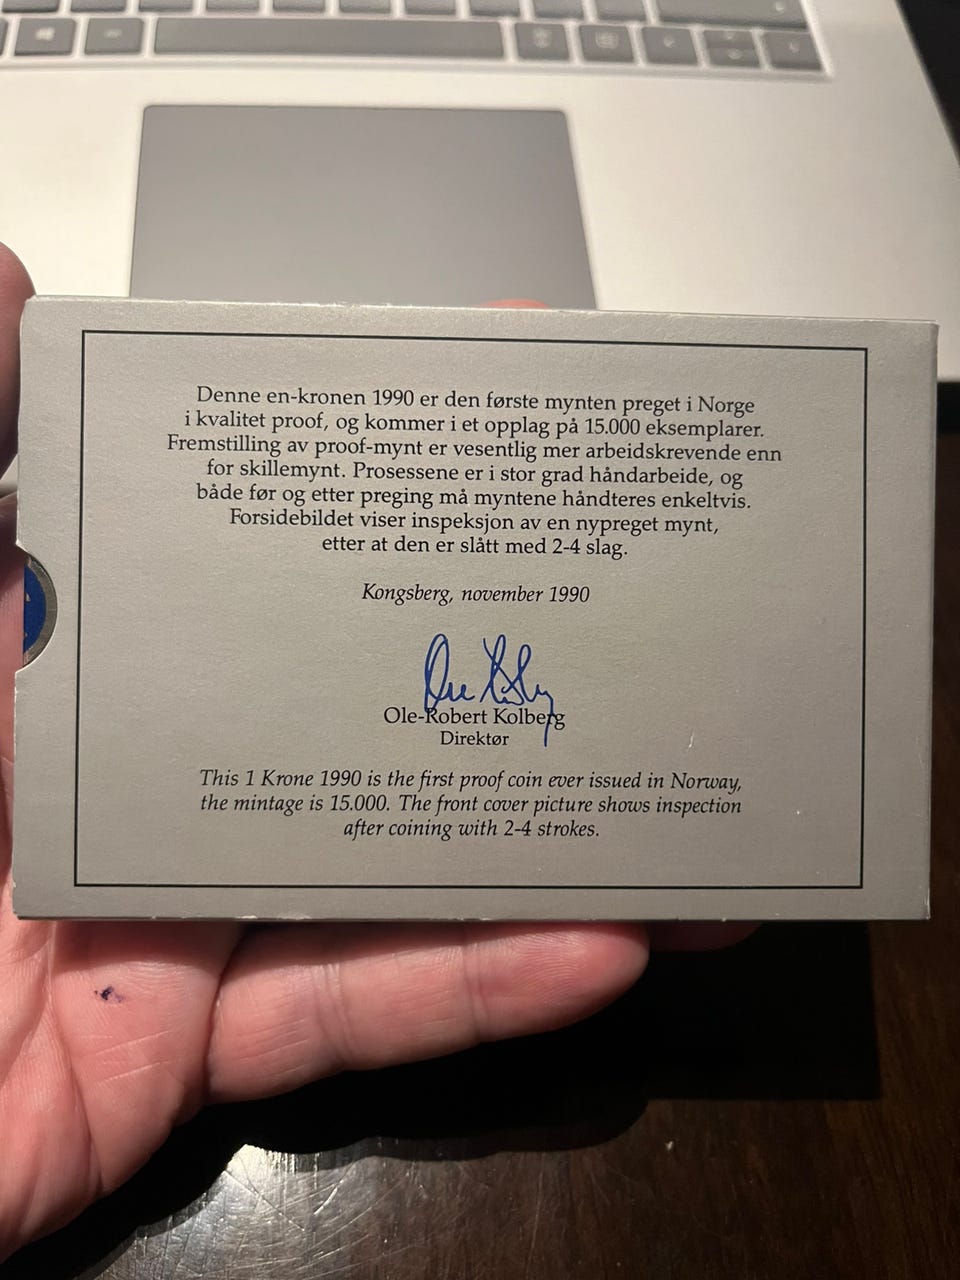 Denne en-kronen 1990 er den første mynten preget i Norge
i kvalitet proof, og kommer i et opplag på 15.000 eksemplarer.
Fremstilling av proof-mynt er vesentlig mer arbeidskrevende enn
for skillemynt. Prosessene er i stor grad håndarbeide, og
både før og etter preging må myntene håndteres enkeltvis.
Forsidebildet viser inspeksjon av en nypreget mynt,
etter at den er slått med 2-4 slag.
Kongsberg, november 1990
Ole-Robert Kolberg
Direktør
This 1 Krone 1990 is the first proof coin ever issued in Norway,
the mintage is 15.000. The front cover picture shows inspection
after coining with 2-4 strokes.